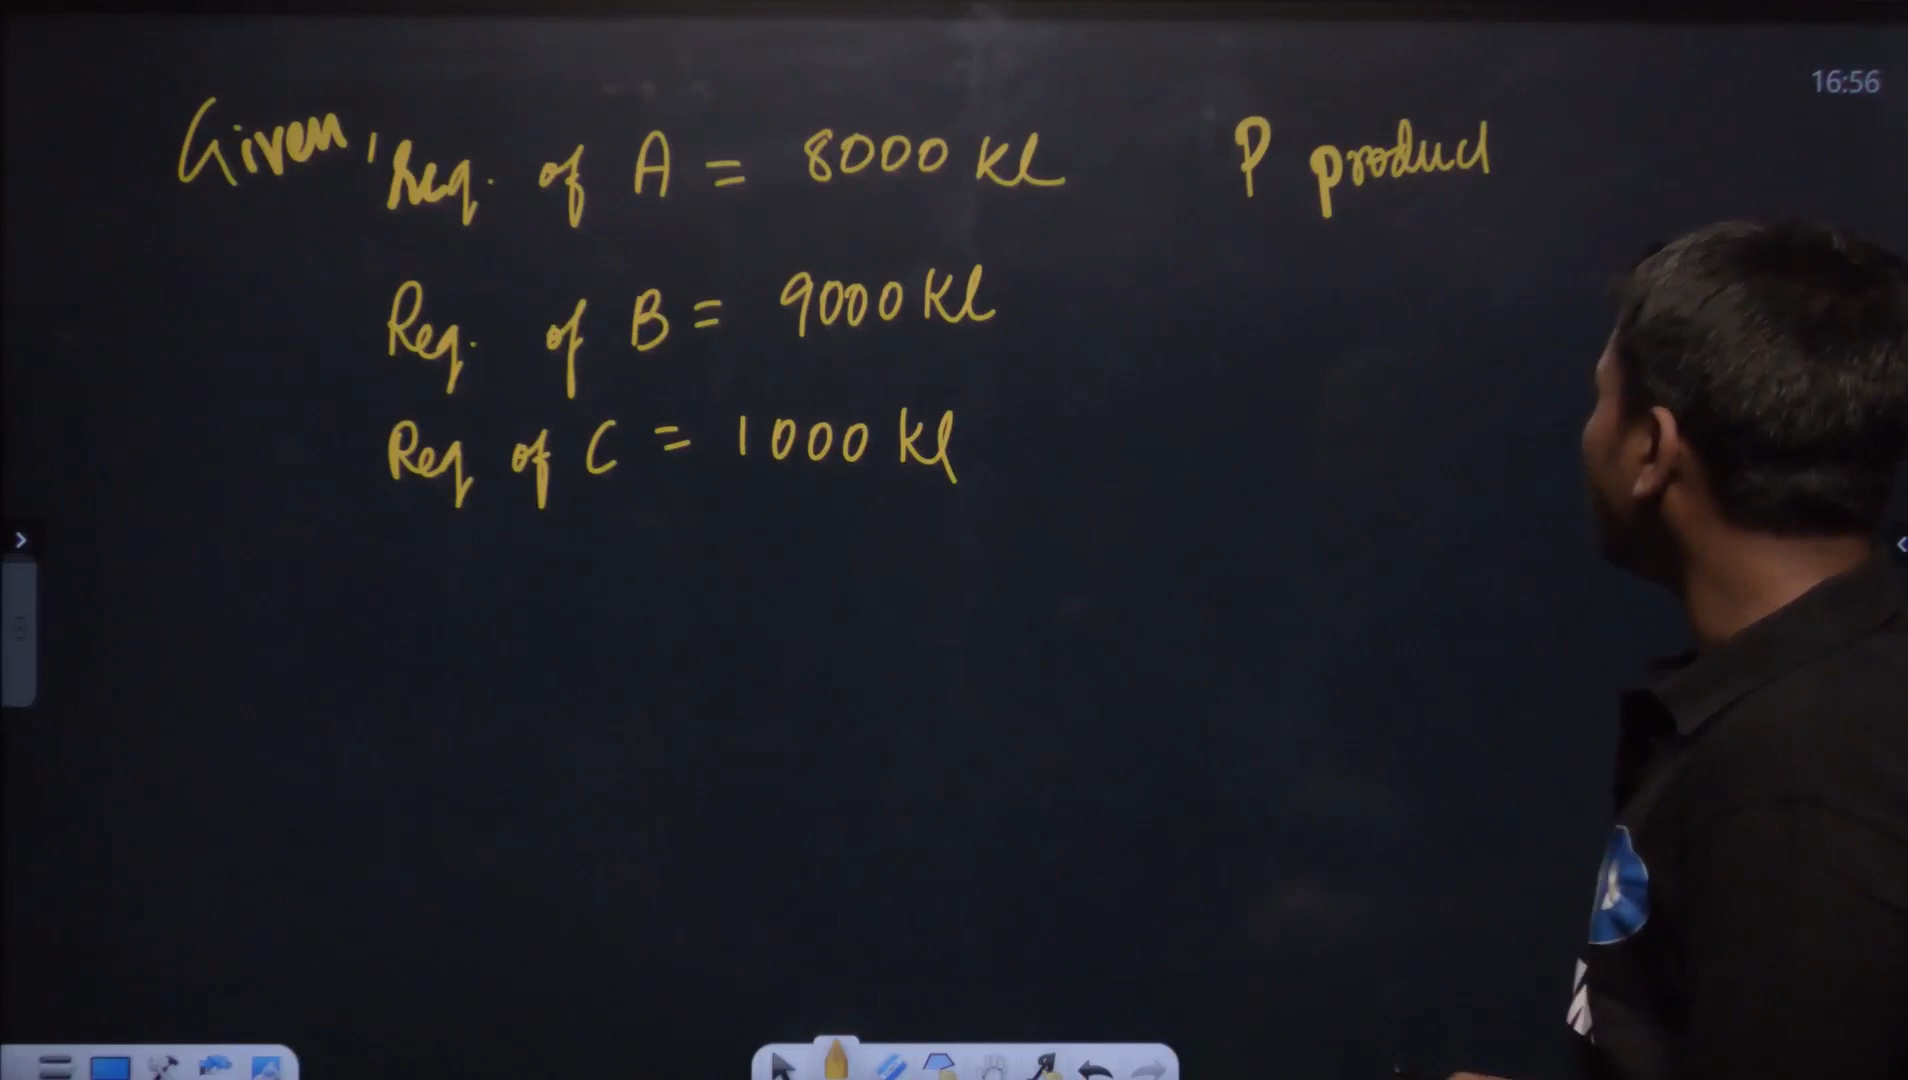 16:56
Given, Req. of A = 8000 Kl P product
Req. of B = 9000 Kl
Req of C = 1000 Kl